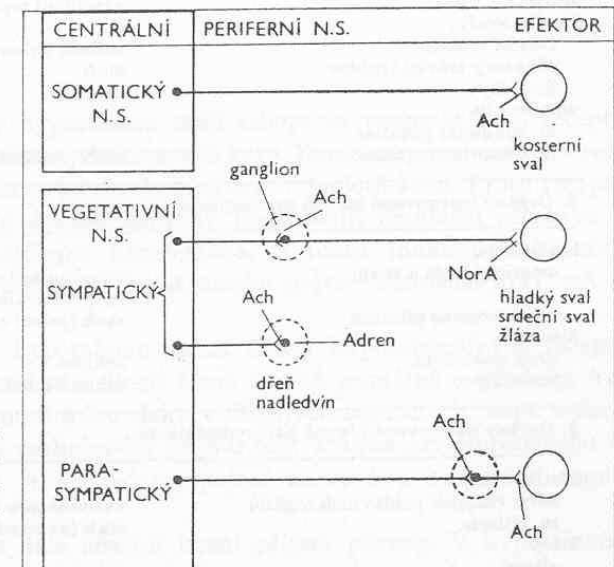 CENTRÁLNÍ
PERIFERNÍ N.S.
EFEKTOR
SOMATICKÝ
N.S.
Ach
kosterní
sval
ganglion
Ach
VEGETATIVNÍ
N.S.
NorA
hladký sval
srdeční sval
žláza
SYMPATICKÝ
Ach
Adren
dřeň
nadledvín
Ach
PARA-
SYMPATICKÝ
Ach